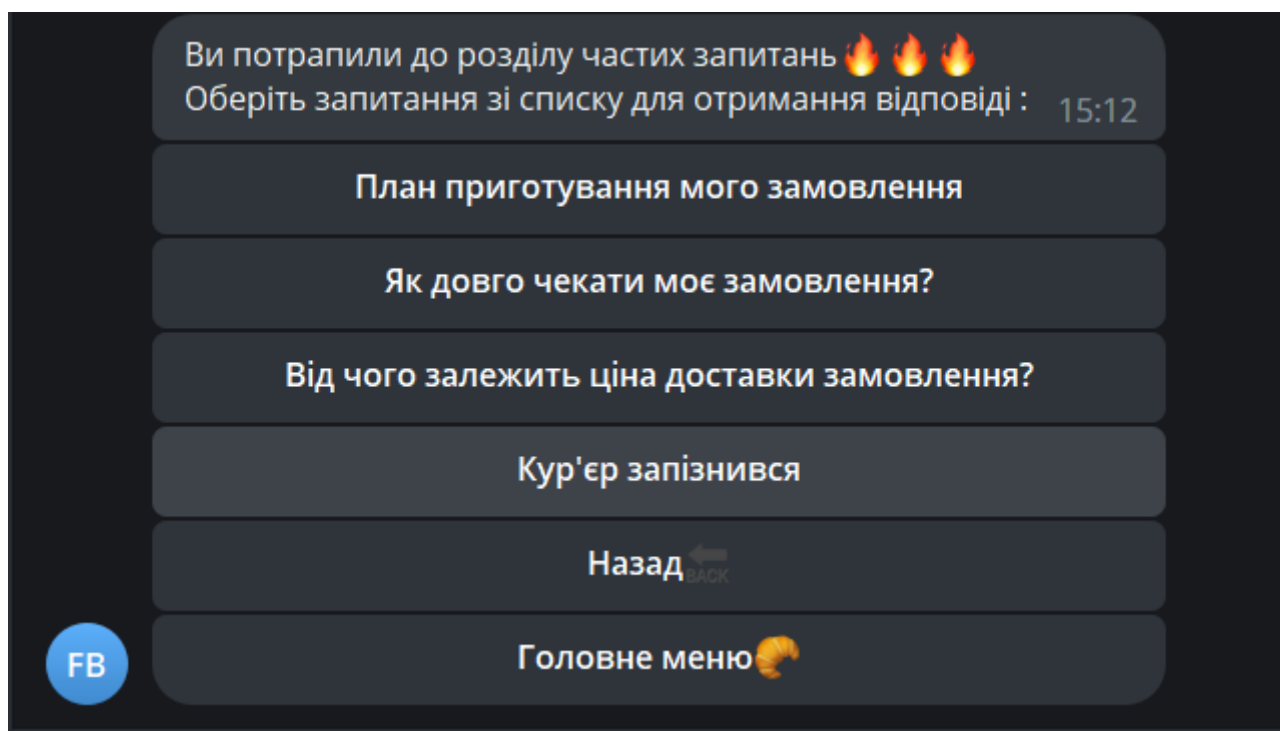 Ви потрапили до розділу частих запитань🔥🔥🔥
Оберіть запитання зі списку для отримання відповіді :
15:12
План приготування мого замовлення
Як довго чекати моє замовлення?
Від чого залежить ціна доставки замовлення?
Кур'єр запізнився
Назад🔙
Головне меню🥐
FB